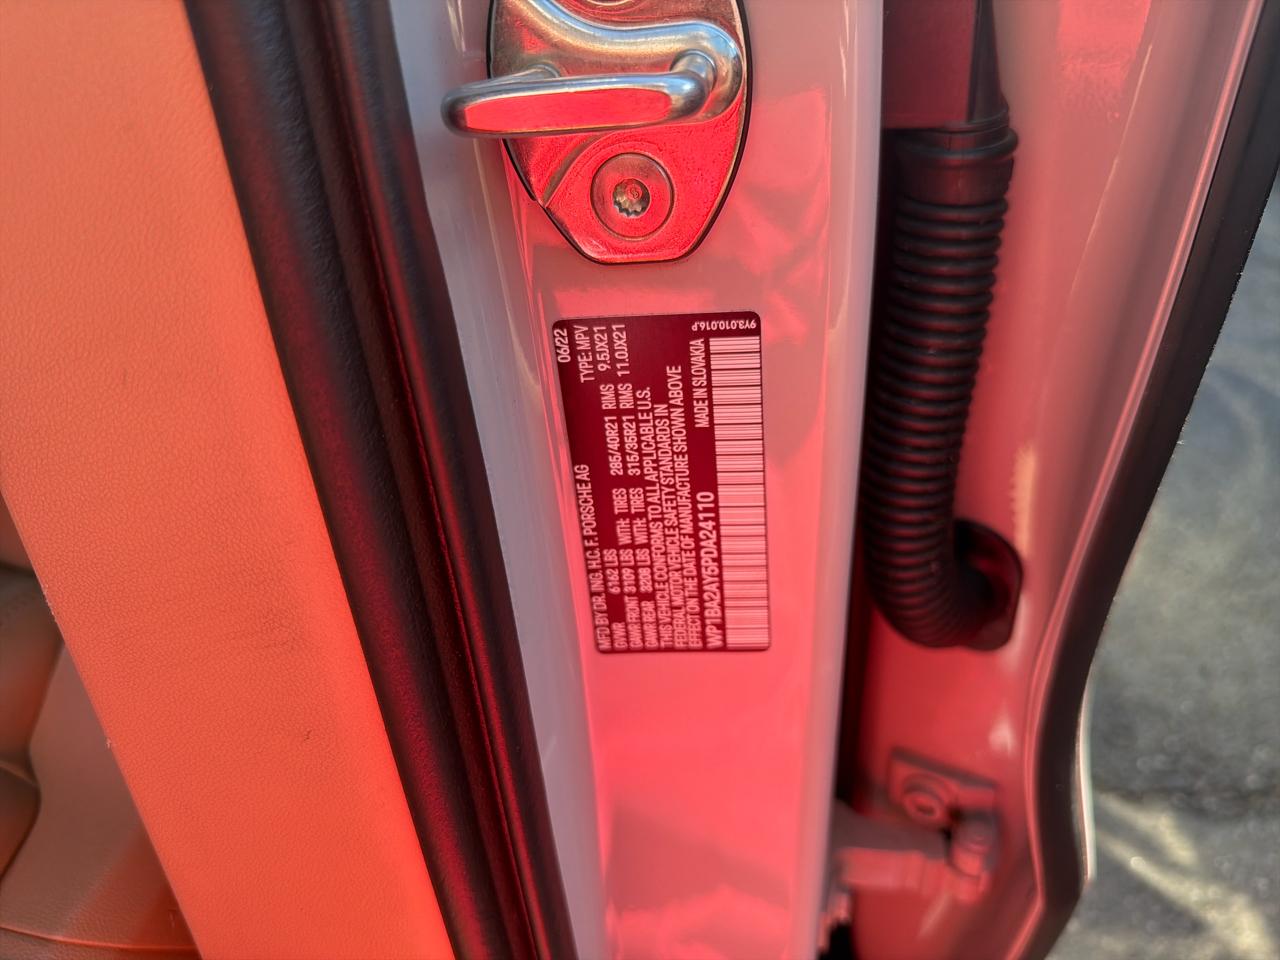 MFD BY DR. ING. H.C. F. PORSCHE AG 06/22
GVWR 6162 LBS TYPE: MPV
GAWR FRONT 3109 LBS WITH: TIRES 285/40R21 RIMS 9.5JX21
GAWR REAR 3208 LBS WITH: TIRES 315/35R21 RIMS 11.0JX21
THIS VEHICLE CONFORMS TO ALL APPLICABLE U.S.
FEDERAL MOTOR VEHICLE SAFETY STANDARDS IN
EFFECT ON THE DATE OF MANUFACTURE SHOWN ABOVE
WP1BA2AY5PDA24110 MADE IN SLOVAKIA
9Y3.010.016.P